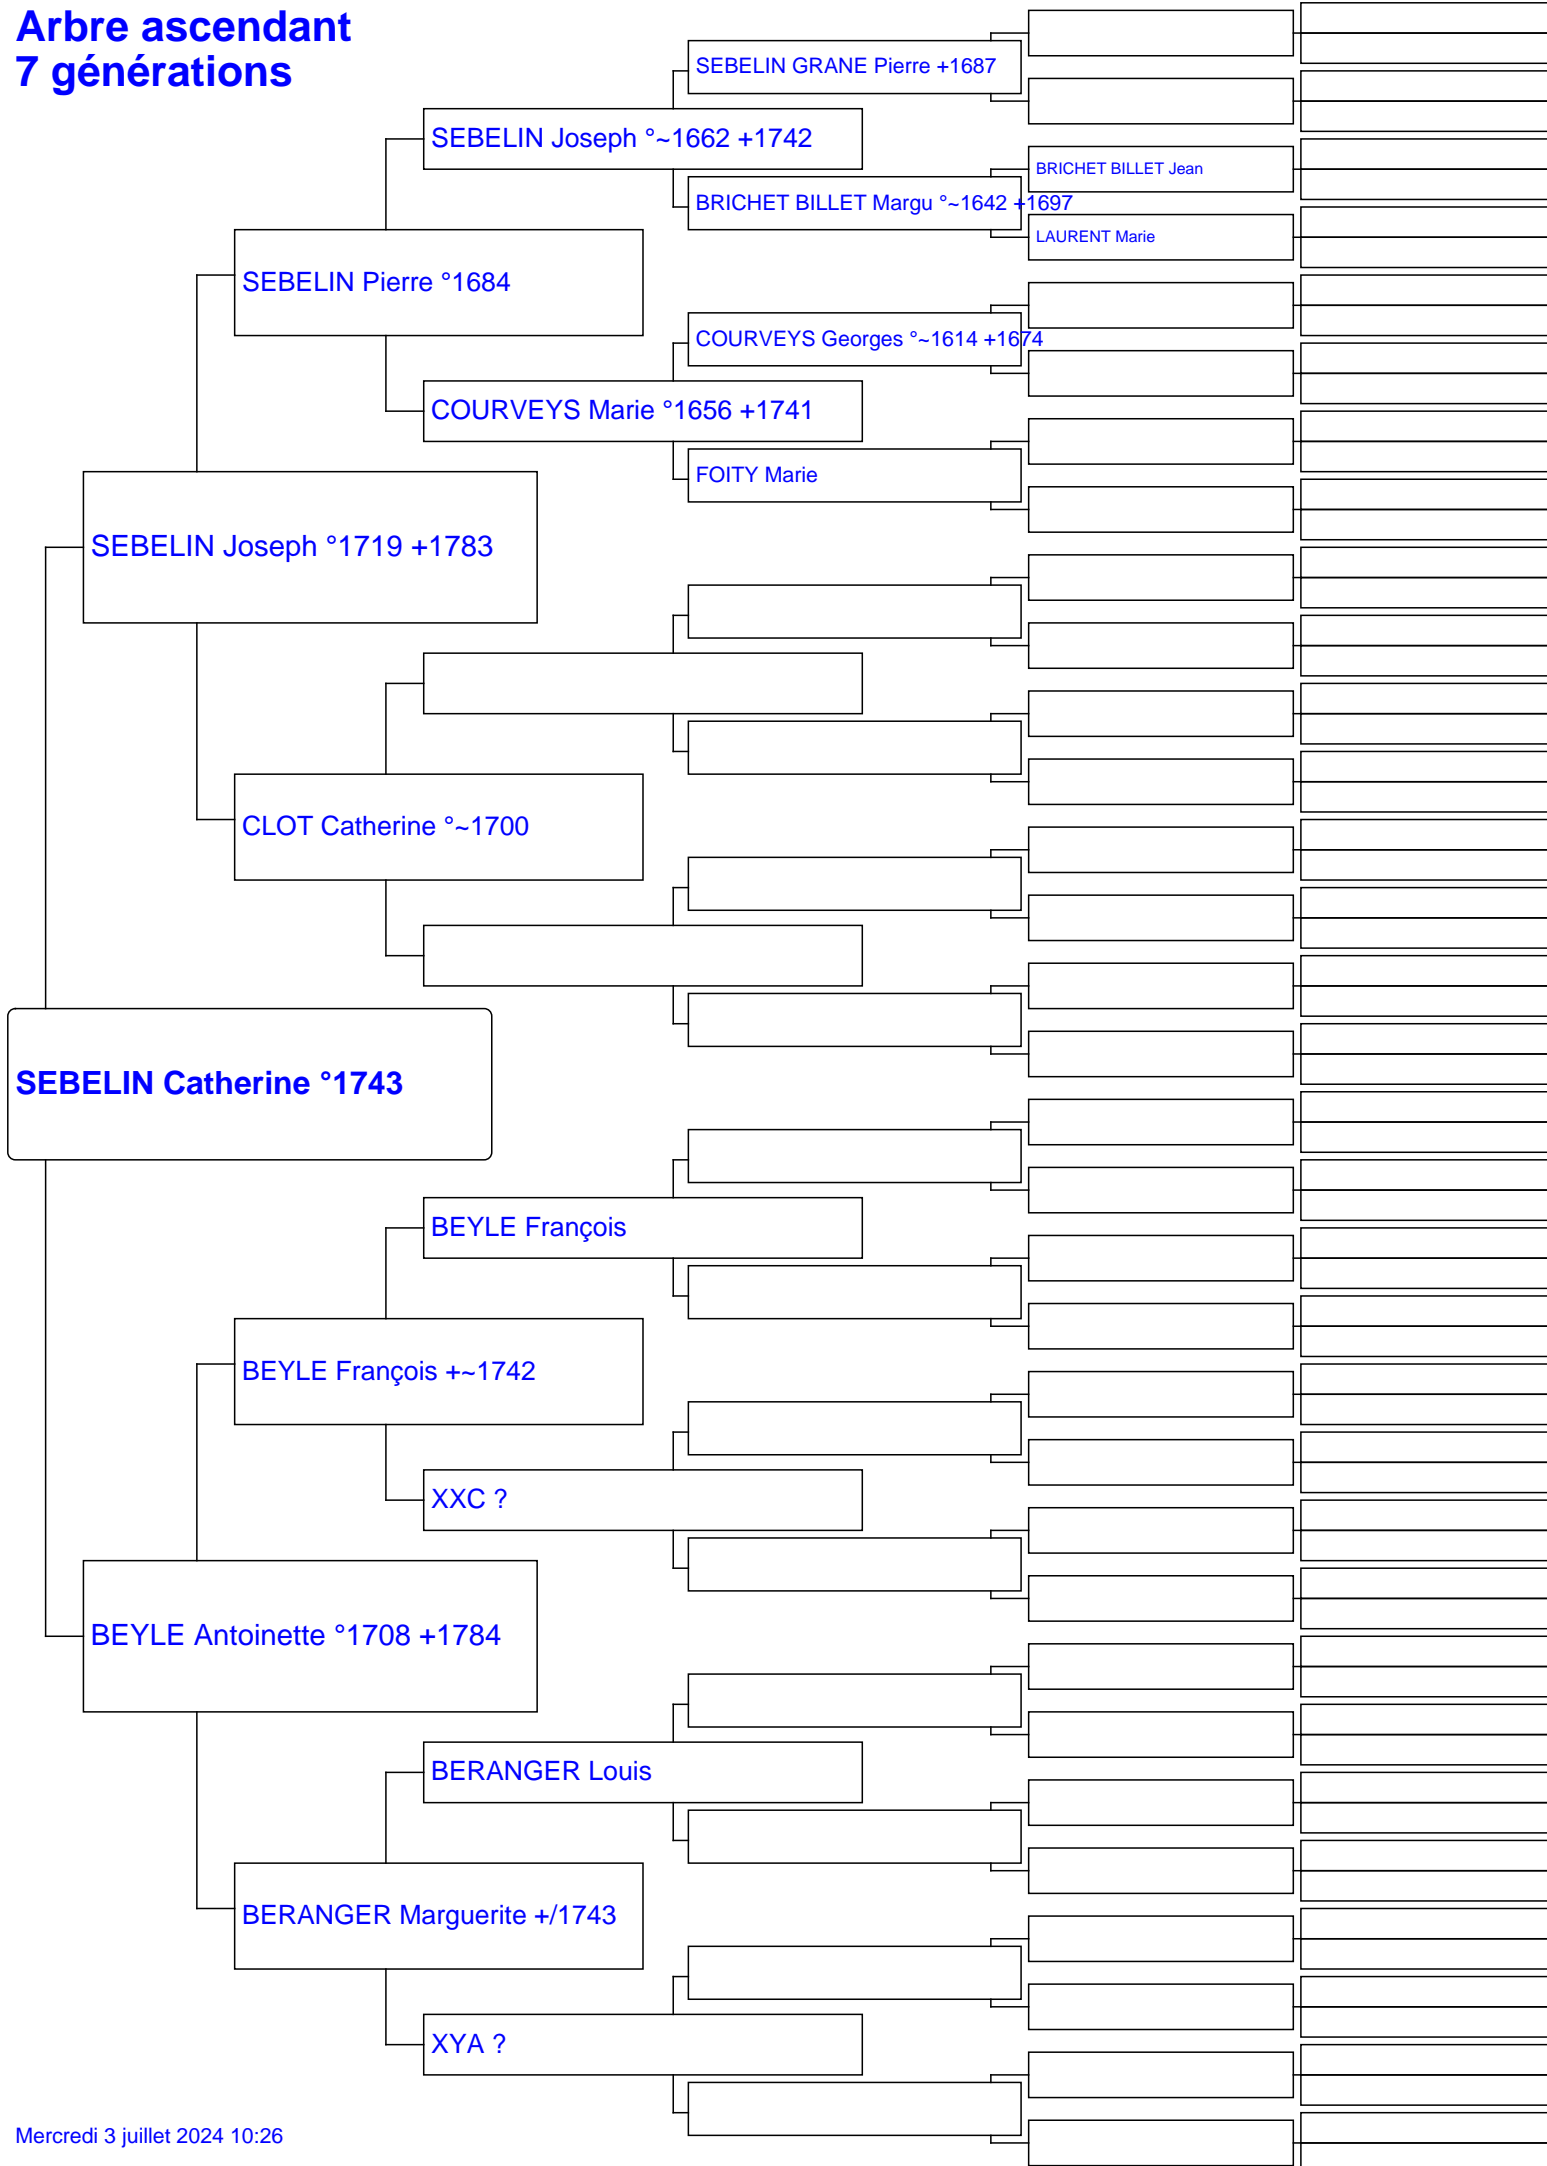 Arbre ascendant
7 générations
SEBELIN GRANE Pierre +1687
SEBELIN Joseph °~1662 +1742
BRICHET BILLET Jean
BRICHET BILLET Margu °~1642 +1697
LAURENT Marie
SEBELIN Pierre °1684
COURVEYS Georges °~1614 +1674
COURVEYS Marie °1656 +1741
FOITY Marie
SEBELIN Joseph °1719 +1783
CLOT Catherine °~1700
SEBELIN Catherine °1743
BEYLE François
BEYLE François +~1742
XXC ?
BEYLE Antoinette °1708 +1784
BERANGER Louis
BERANGER Marguerite +/1743
XYA ?
Mercredi 3 juillet 2024 10:26